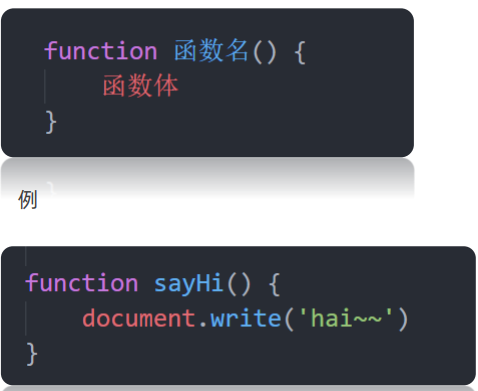 function 函数名() {
函数体
}
例
function sayHi() {
document.write('hai~~')
}